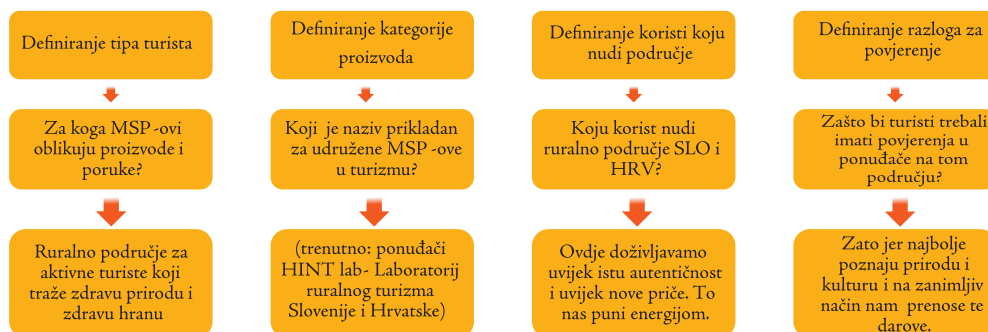 Definiranje tipa turista
Definiranje kategorije
proizvoda
Definiranje koristi koju
nudi područje
Definiranje razloga za
povjerenje
Za koga MSP-ovi
oblikuju proizvode i
poruke?
Koji je naziv prikladan
za udružene MSP-ove
u turizmu?
Koju korist nudi
ruralno područje SLO i
HRV?
Zašto bi turisti trebali
imati povjerenja u
ponuđače na tom
području?
Ruralno područje za
aktivne turiste koji
traže zdravu prirodu i
zdravu hranu
(trenutno: ponuđači
HINT lab- Laboratorij
ruralnog turizma
Slovenije i Hrvatske)
Ovdje doživljavamo
uvijek istu autentičnost
i uvijek nove priče. To
nas puni energijom.
Zato jer najbolje
poznaju prirodu i
kulturu i na zanimljiv
način nam prenose te
darove.